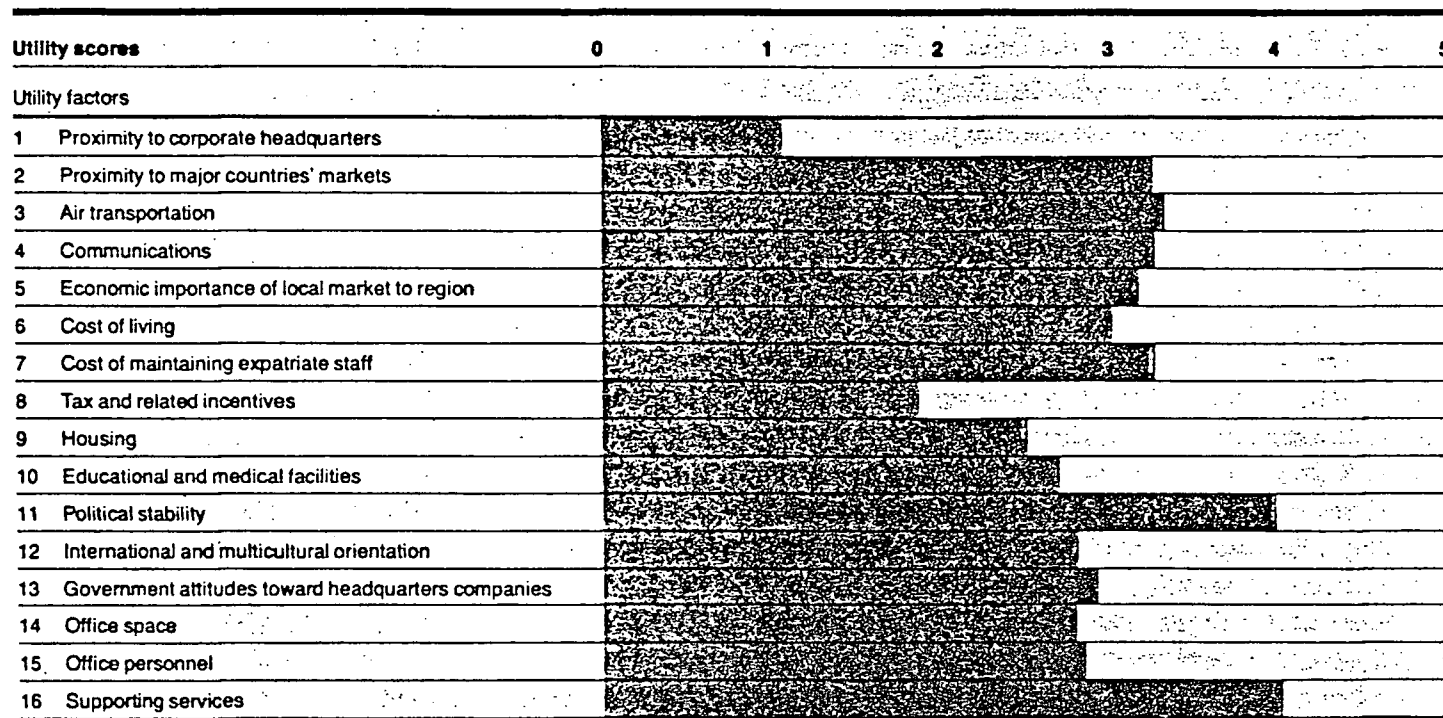 Utility scores 0 1 2 3 4 5
Utility factors
1 Proximity to corporate headquarters
2 Proximity to major countries' markets
3 Air transportation
4 Communications
5 Economic importance of local market to region
6 Cost of living
7 Cost of maintaining expatriate staff
8 Tax and related incentives
9 Housing
10 Educational and medical facilities
11 Political stability
12 International and multicultural orientation
13 Government attitudes toward headquarters companies
14 Office space
15 Office personnel
16 Supporting services